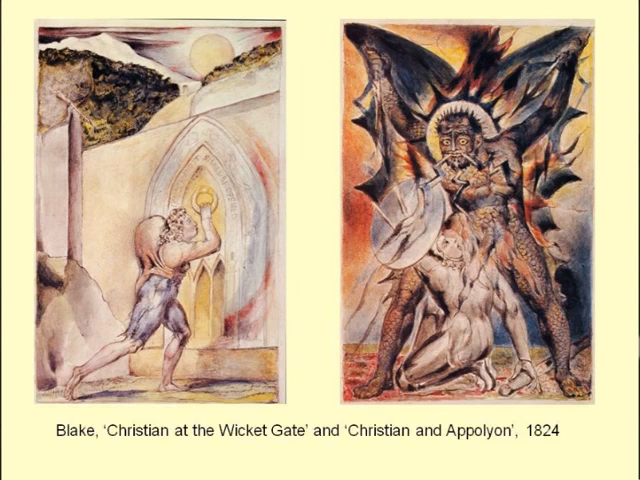 Blake, ‘Christian at the Wicket Gate’ and ‘Christian and Appolyon’, 1824